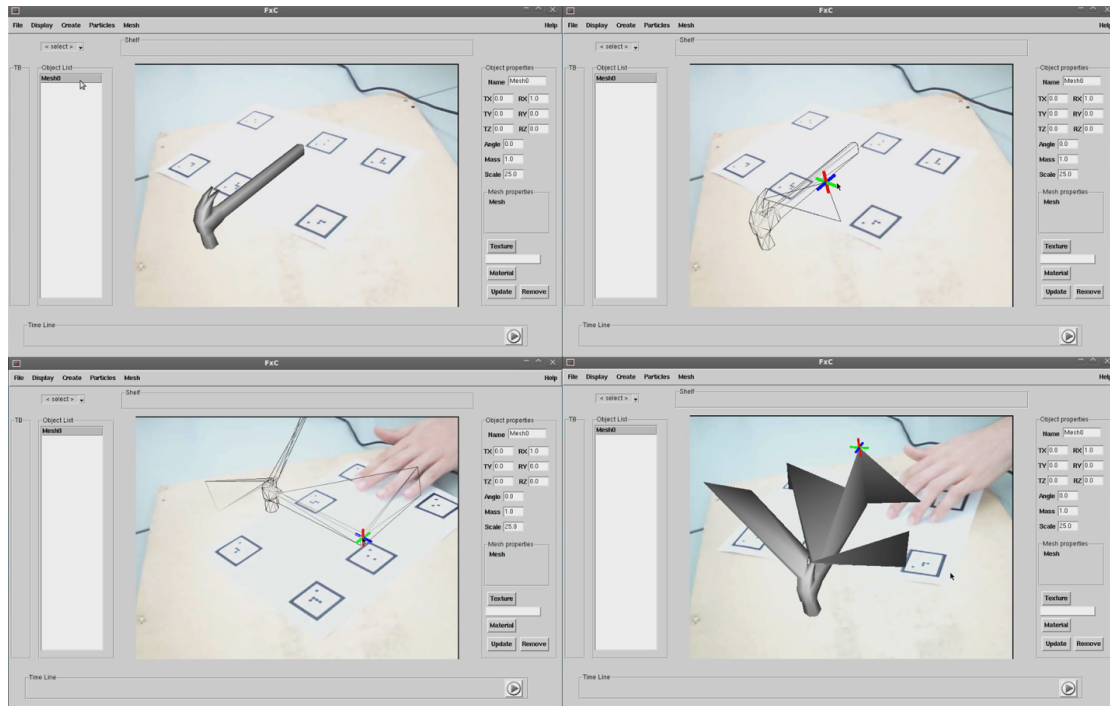 FxC
File Display Create Particles Mesh Help
< select > Shelf
TB Object List Object properties
Mesh0 Name Mesh0
TX 0.0 RX 1.0
TY 0.0 RY 0.0
TZ 0.0 RZ 0.0
Angle 0.0
Mass 1.0
Scale 25.0
Mesh properties
Mesh
Texture
Material
Update Remove
Time Line
FxC
File Display Create Particles Mesh Help
< select > Shelf
TB Object List Object properties
Mesh0 Name Mesh0
TX 0.0 RX 1.0
TY 0.0 RY 0.0
TZ 0.0 RZ 0.0
Angle 0.0
Mass 1.0
Scale 25.0
Mesh properties
Mesh
Texture
Material
Update Remove
Time Line
FxC
File Display Create Particles Mesh Help
< select > Shelf
TB Object List Object properties
Mesh0 Name Mesh0
TX 0.0 RX 1.0
TY 0.0 RY 0.0
TZ 0.0 RZ 0.0
Angle 0.0
Mass 1.0
Scale 25.0
Mesh properties
Mesh
Texture
Material
Update Remove
Time Line
FxC
File Display Create Particles Mesh Help
< select > Shelf
TB Object List Object properties
Mesh0 Name Mesh0
TX 0.0 RX 1.0
TY 0.0 RY 0.0
TZ 0.0 RZ 0.0
Angle 0.0
Mass 1.0
Scale 25.0
Mesh properties
Mesh
Texture
Material
Update Remove
Time Line